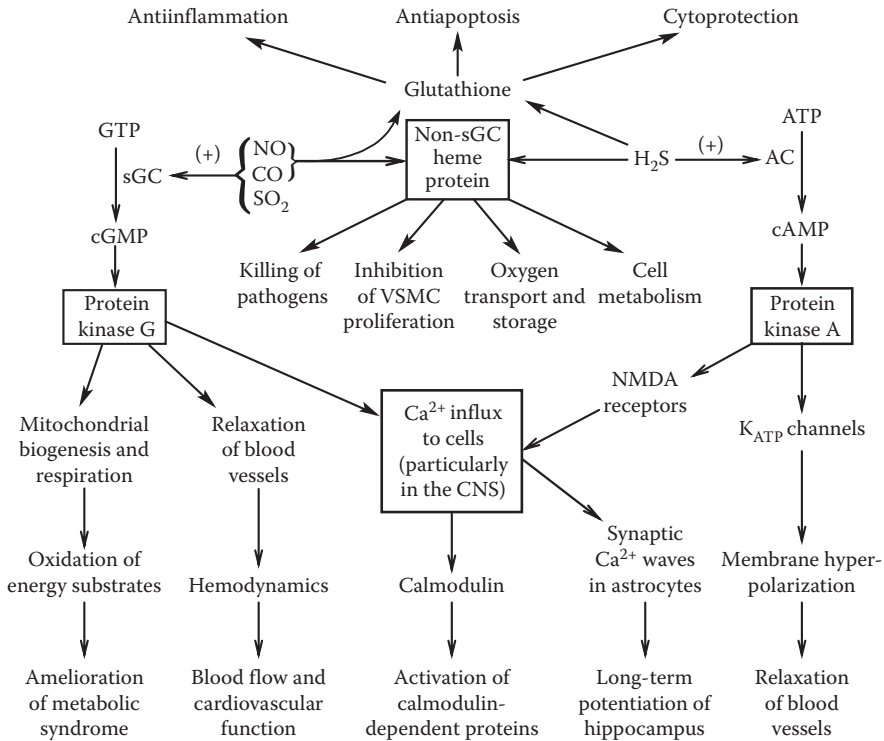 Antiinflammation
Antiapoptosis
Cytoprotection
Glutathione
GTP
(+)
sGC
NO
CO
SO₂
Non-sGC
heme
protein
H₂S
(+)
ATP
AC
cGMP
cAMP
Killing of
pathogens
Inhibition
of VSMC
proliferation
Oxygen
transport and
storage
Cell
metabolism
Protein
kinase G
Protein
kinase A
NMDA
receptors
Mitochondrial
biogenesis and
respiration
Relaxation
of blood
vessels
Ca²⁺ influx
to cells
(particularly
in the CNS)
K_ATP channels
Oxidation of
energy substrates
Hemodynamics
Calmodulin
Synaptic
Ca²⁺ waves
in astrocytes
Membrane hyper-
polarization
Amelioration
of metabolic
syndrome
Blood flow and
cardiovascular
function
Activation of
calmodulin-
dependent proteins
Long-term
potentiation of
hippocampus
Relaxation
of blood
vessels